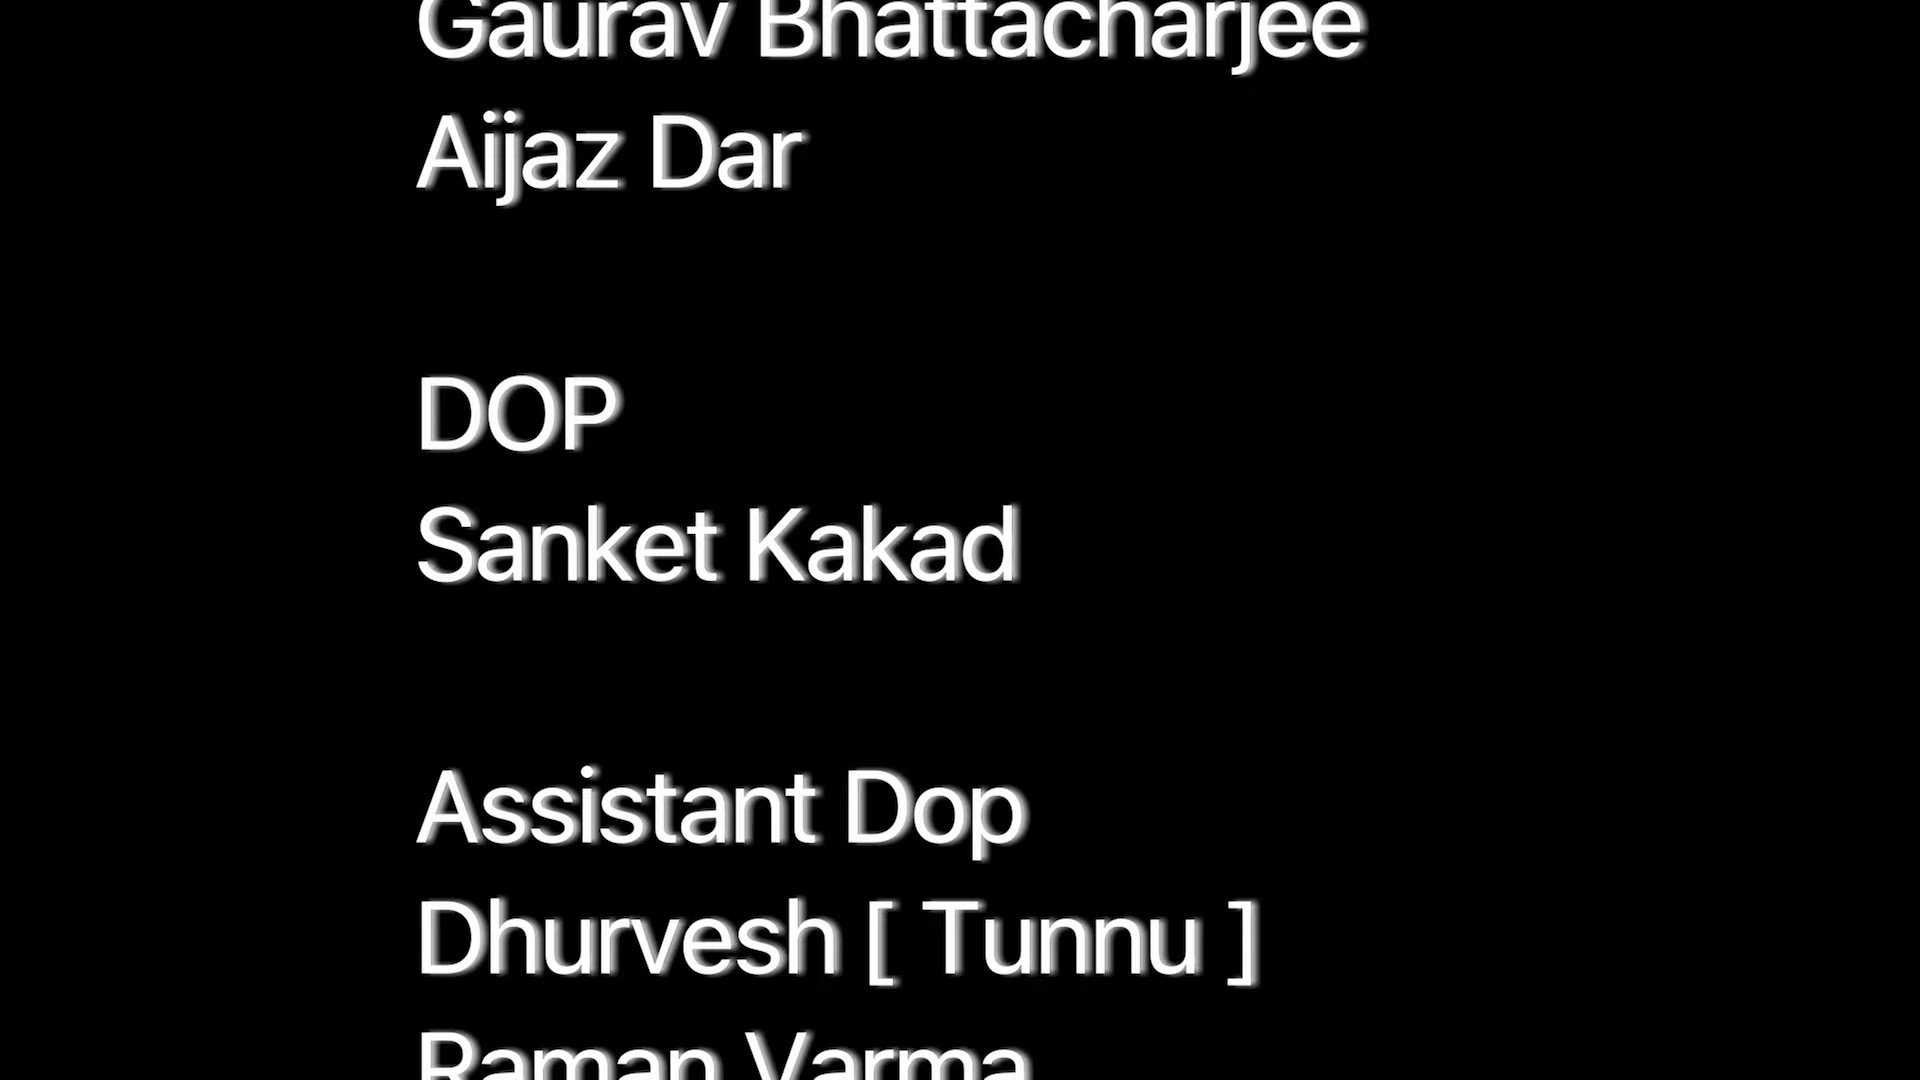 Gaurav Bhattacharjee
Aijaz Dar
DOP
Sanket Kakad
Assistant Dop
Dhurvesh [ Tunnu ]
Raman Varma